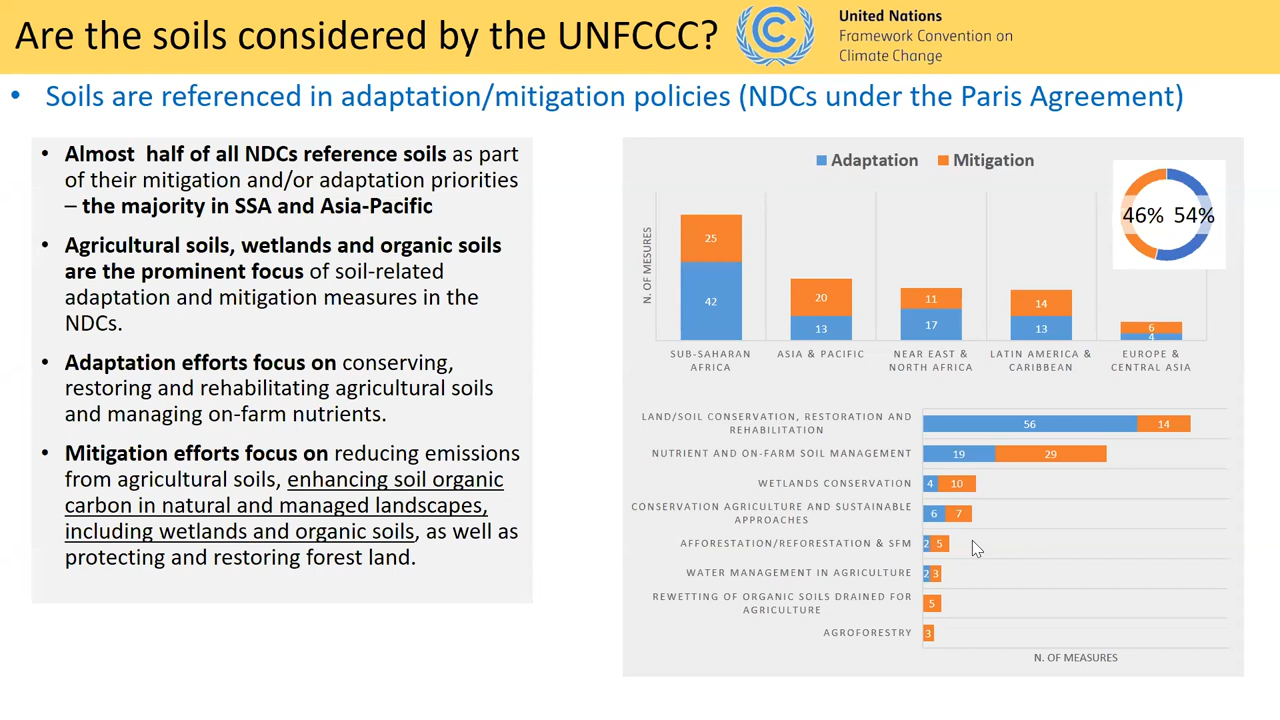 Are the soils considered by the UNFCCC?
United Nations
Framework Convention on
Climate Change
• Soils are referenced in adaptation/mitigation policies (NDCs under the Paris Agreement)
• Almost half of all NDCs reference soils as part
of their mitigation and/or adaptation priorities
– the majority in SSA and Asia-Pacific
• Agricultural soils, wetlands and organic soils
are the prominent focus of soil-related
adaptation and mitigation measures in the
NDCs.
• Adaptation efforts focus on conserving,
restoring and rehabilitating agricultural soils
and managing on-farm nutrients.
• Mitigation efforts focus on reducing emissions
from agricultural soils, enhancing soil organic
carbon in natural and managed landscapes,
including wetlands and organic soils, as well as
protecting and restoring forest land.
Adaptation Mitigation
46% 54%
N. OF MESURES
25
42
20
13
11
17
14
13
6
4
SUB-SAHARAN
AFRICA
ASIA & PACIFIC
NEAR EAST &
NORTH AFRICA
LATIN AMERICA &
CARIBBEAN
EUROPE &
CENTRAL ASIA
LAND/SOIL CONSERVATION, RESTORATION AND
REHABILITATION
56 14
NUTRIENT AND ON-FARM SOIL MANAGEMENT
19 29
WETLANDS CONSERVATION
4 10
CONSERVATION AGRICULTURE AND SUSTAINABLE
APPROACHES
6 7
AFFORESTATION/REFORESTATION & SFM
2 5
WATER MANAGEMENT IN AGRICULTURE
2 3
REWETTING OF ORGANIC SOILS DRAINED FOR
AGRICULTURE
5
AGROFORESTRY
3
N. OF MEASURES